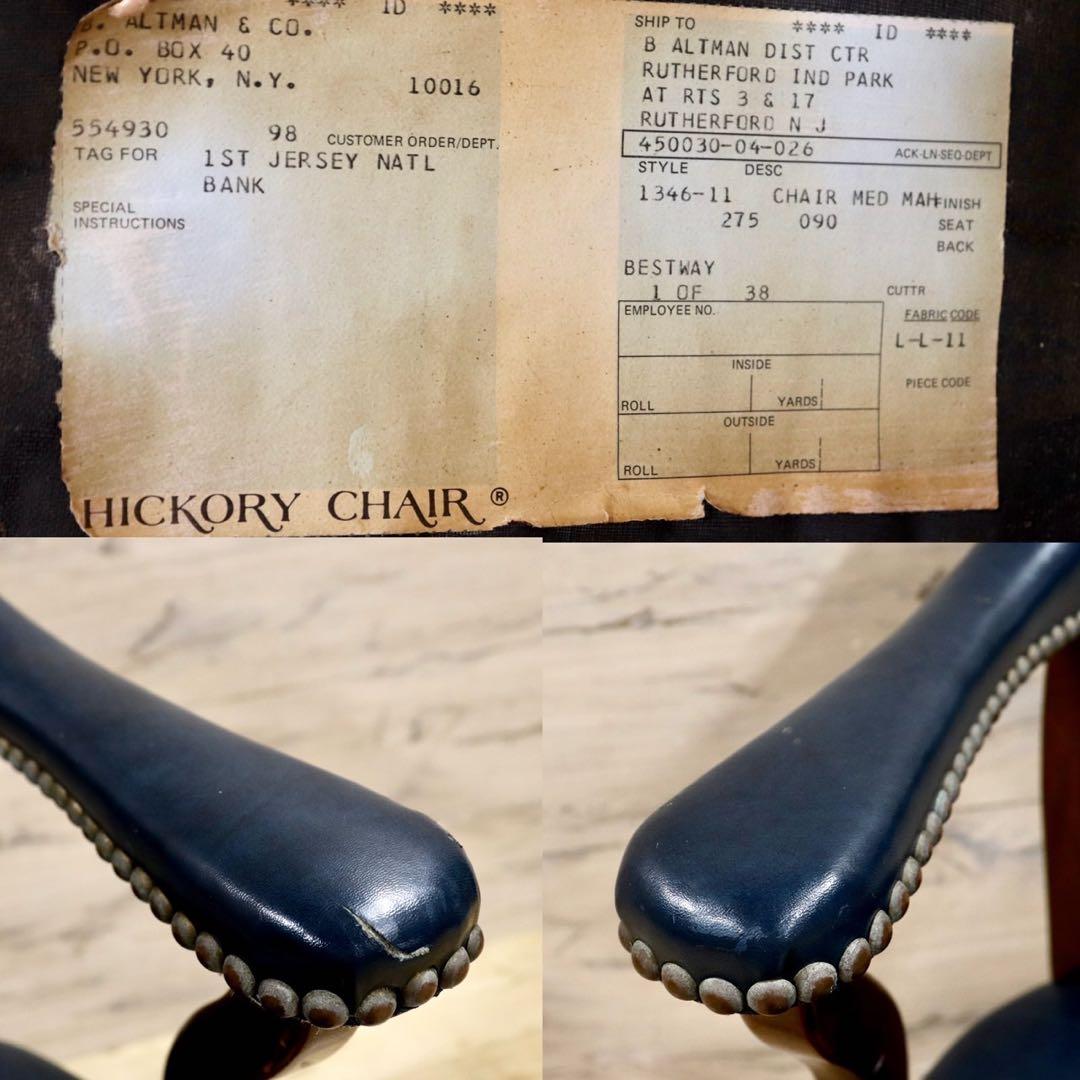 **** ID ****
B. ALTMAN & CO.
P.O. BOX 40
NEW YORK, N.Y. 10016
554930 98 CUSTOMER ORDER/DEPT.
TAG FOR 1ST JERSEY NATL
BANK
SPECIAL
INSTRUCTIONS
HICKORY CHAIR ®
SHIP TO **** ID ****
B ALTMAN DIST CTR
RUTHERFORD IND PARK
AT RTS 3 & 17
RUTHERFORD N J
450030-04-026 ACK-LN-SEQ-DEPT
STYLE DESC
1346-11 CHAIR MED MAH FINISH
275 090 SEAT
BACK
BESTWAY
1 OF 38 CUTTR
EMPLOYEE NO. FABRIC CODE
L-L-11
INSIDE
PIECE CODE
ROLL YARDS
OUTSIDE
ROLL YARDS